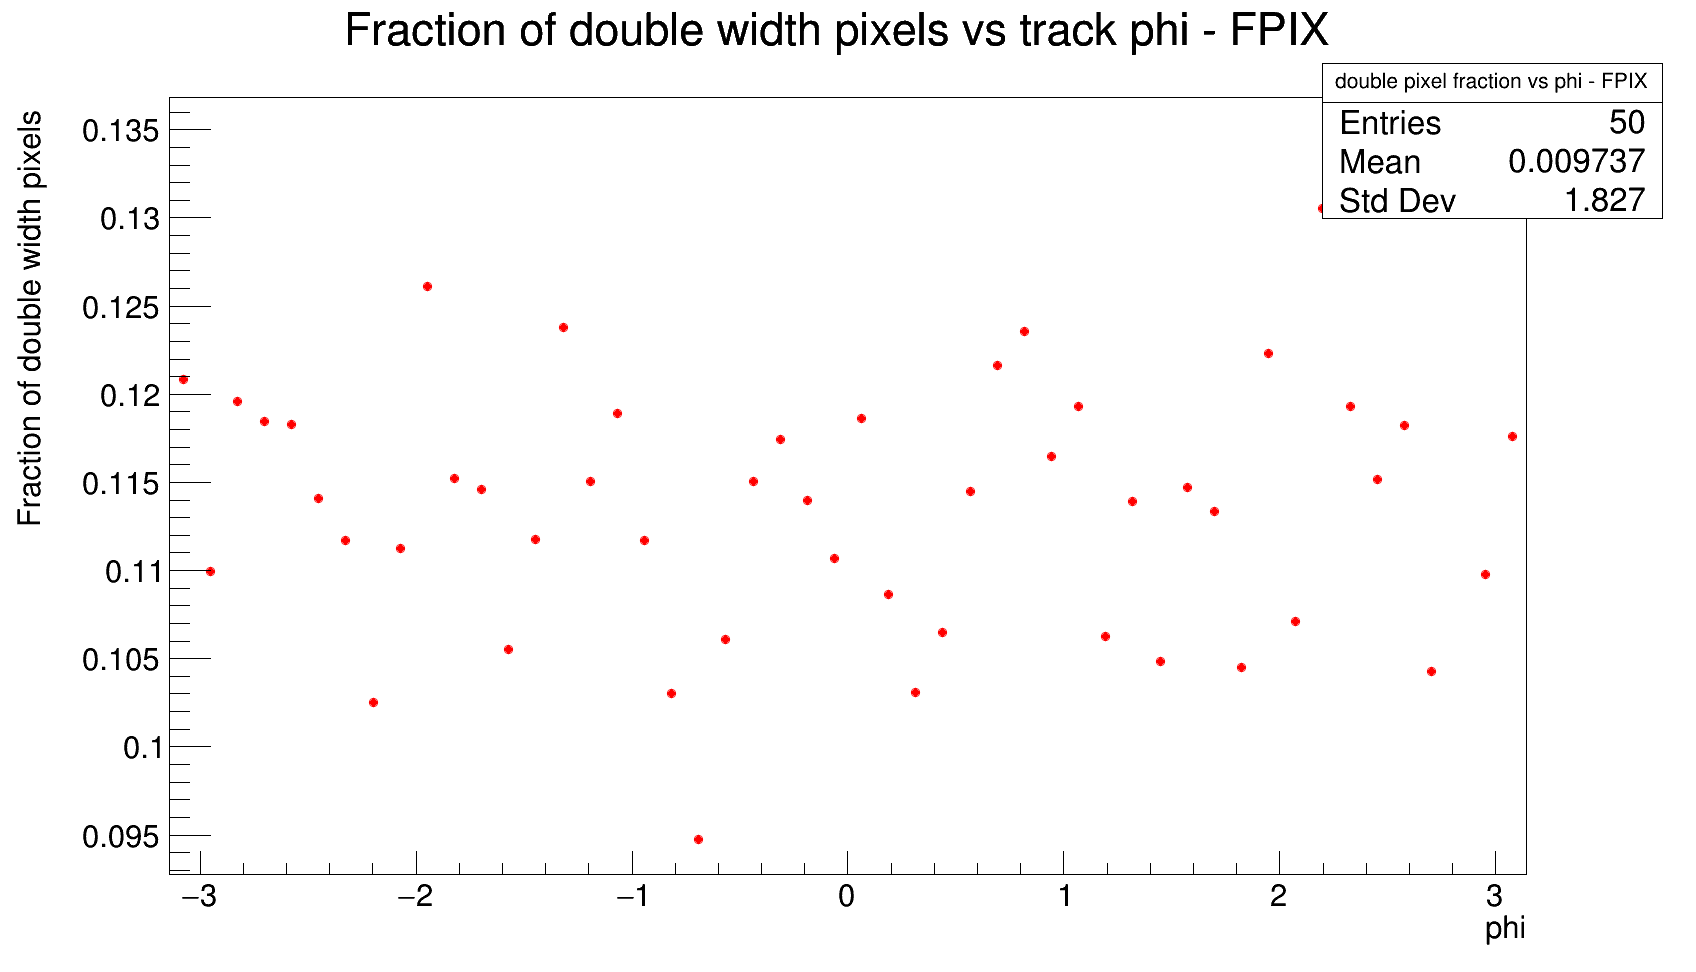 Fraction of double width pixels vs track phi - FPIX
double pixel fraction vs phi - FPIX
Entries 50
Mean 0.009737
Std Dev 1.827
Fraction of double width pixels
0.135
0.13
0.125
0.12
0.115
0.11
0.105
0.1
0.095
−3 −2 −1 0 1 2 3
phi